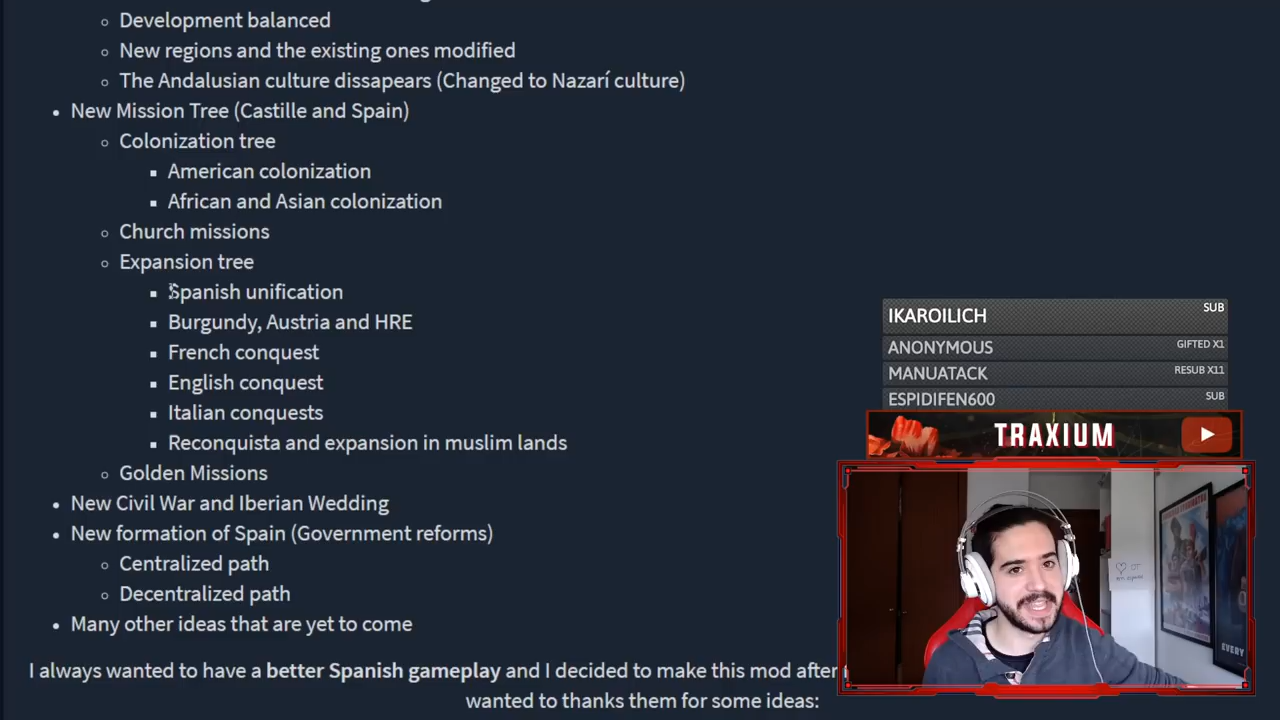 Development balanced
New regions and the existing ones modified
The Andalusian culture dissapears (Changed to Nazarí culture)
New Mission Tree (Castille and Spain)
Colonization tree
American colonization
African and Asian colonization
Church missions
Expansion tree
Spanish unification
Burgundy, Austria and HRE
French conquest
English conquest
Italian conquests
Reconquista and expansion in muslim lands
Golden Missions
New Civil War and Iberian Wedding
New formation of Spain (Government reforms)
Centralized path
Decentralized path
Many other ideas that are yet to come
I always wanted to have a better Spanish gameplay and I decided to make this mod after
wanted to thanks them for some ideas:
IKAROILICH SUB
ANONYMOUS GIFTED X1
MANUATACK RESUB X11
ESPIDIFEN600 SUB
TRAXIUM